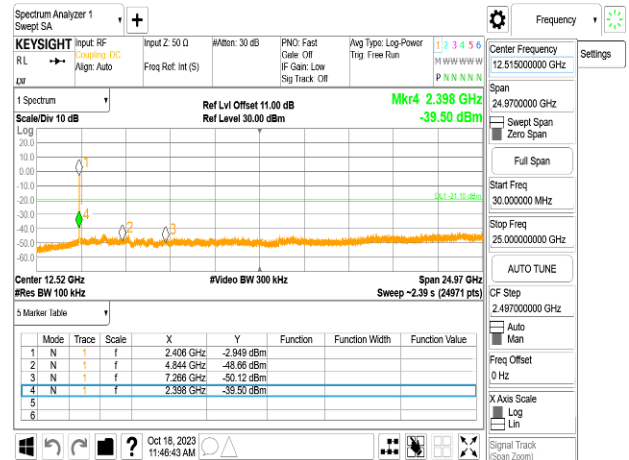 Spectrum Analyzer 1
Swept SA
+
Frequency
KEYSIGHT
Input: RF
Coupling: DC
Align: Auto
Input Z: 50 Ω
Freq Ref: Int (S)
#Atten: 30 dB
PNO: Fast
Gate: Off
IF Gain: Low
Sig Track: Off
Avg Type: Log-Power
Trig: Free Run
1 2 3 4 5 6
M W W W W W
P N N N N N
RL
Center Frequency
12.515000000 GHz
Settings
Span
24.9700000 GHz
Swept Span
Zero Span
Full Span
Start Freq
30.000000 MHz
Stop Freq
25.000000000 GHz
AUTO TUNE
CF Step
2.497000000 GHz
Auto
Man
Freq Offset
0 Hz
X Axis Scale
Log
Lin
Signal Track
(Span Zoom)
1 Spectrum
Scale/Div 10 dB
Ref Lvl Offset 11.00 dB
Ref Level 30.00 dBm
Mkr4 2.398 GHz
-39.50 dBm
Log
20.0
10.0
0.00
-10.0
-20.0
-30.0
-40.0
-50.0
-60.0
1
4
2
3
DL1 -21.10 dBm
Center 12.52 GHz
#Video BW 300 kHz
Span 24.97 GHz
#Res BW 100 kHz
Sweep ~2.39 s (24971 pts)
5 Marker Table
Mode Trace Scale X Y Function Function Width Function Value
1 N 1 f 2.406 GHz -2.949 dBm
2 N 1 f 4.844 GHz -48.66 dBm
3 N 1 f 7.266 GHz -50.12 dBm
4 N 1 f 2.398 GHz -39.50 dBm
5
6
?
Oct 18, 2023
11:46:43 AM